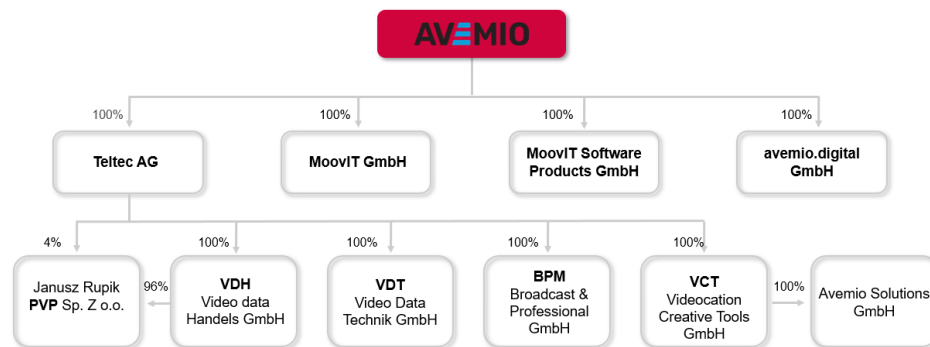 AVEMIO
100%
100%
100%
100%
Teltec AG
MoovIT GmbH
MoovIT Software
Products GmbH
avemio.digital
GmbH
4%
100%
100%
100%
100%
Janusz Rupik
PVP Sp. Z o.o.
96%
VDH
Video data
Handels GmbH
VDT
Video Data
Technik GmbH
BPM
Broadcast &
Professional
GmbH
VCT
Videocation
Creative Tools
GmbH
100%
Avemio Solutions
GmbH